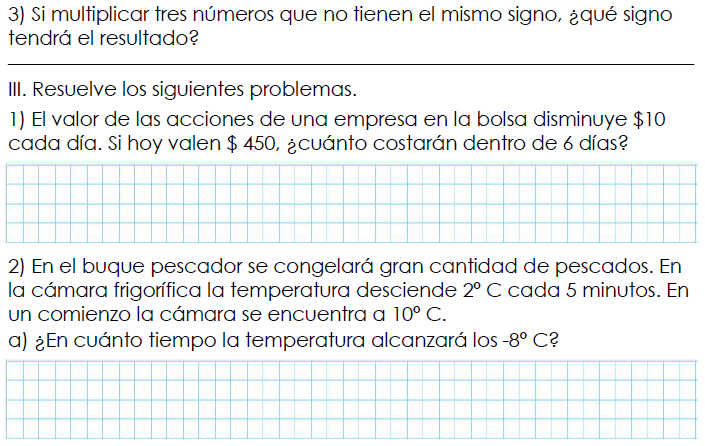 3) Si multiplicar tres números que no tienen el mismo signo, ¿qué signo
tendrá el resultado?
III. Resuelve los siguientes problemas.
1) El valor de las acciones de una empresa en la bolsa disminuye $10
cada día. Si hoy valen $ 450, ¿cuánto costarán dentro de 6 días?
2) En el buque pescador se congelará gran cantidad de pescados. En
la cámara frigorífica la temperatura desciende 2º C cada 5 minutos. En
un comienzo la cámara se encuentra a 10º C.
a) ¿En cuánto tiempo la temperatura alcanzará los -8º C?